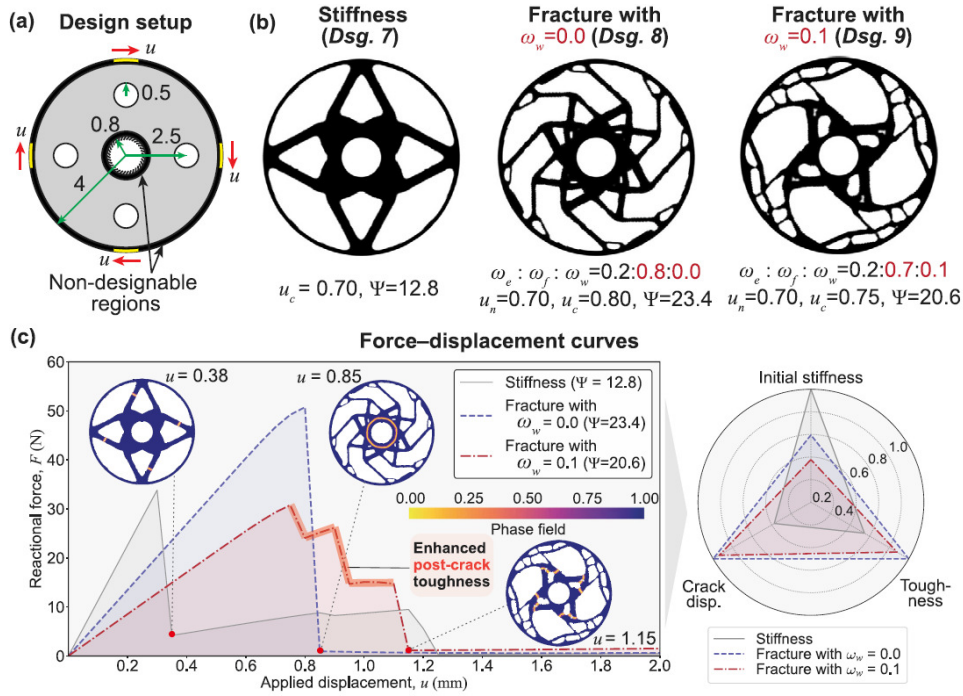 (a) Design setup
u
0.5
0.8
2.5
u
4
u
u
Non-designable
regions
(b)
Stiffness
(Dsg. 7)
u_c = 0.70, Ψ=12.8
Fracture with
ω_w=0.0 (Dsg. 8)
ω_e : ω_f : ω_w=0.2:0.8:0.0
u_n=0.70, u_c=0.80, Ψ=23.4
Fracture with
ω_w=0.1 (Dsg. 9)
ω_e : ω_f : ω_w=0.2:0.7:0.1
u_n=0.70, u_c=0.75, Ψ=20.6
(c) Force–displacement curves
60
50
40
30
20
10
0
Reactional force, F (N)
u = 0.38
u = 0.85
Stiffness (Ψ = 12.8)
Fracture with
ω_w = 0.0 (Ψ=23.4)
Fracture with
ω_w = 0.1 (Ψ=20.6)
0.00 0.25 0.50 0.75 1.00
Phase field
Enhanced
post-crack
toughness
u = 1.15
0.2 0.4 0.6 0.8 1.0 1.2 1.4 1.6 1.8 2.0
Applied displacement, u (mm)
Initial stiffness
1.0
0.8
0.6
0.4
0.2
Crack
disp.
Tough-
ness
Stiffness
Fracture with ω_w = 0.0
Fracture with ω_w = 0.1